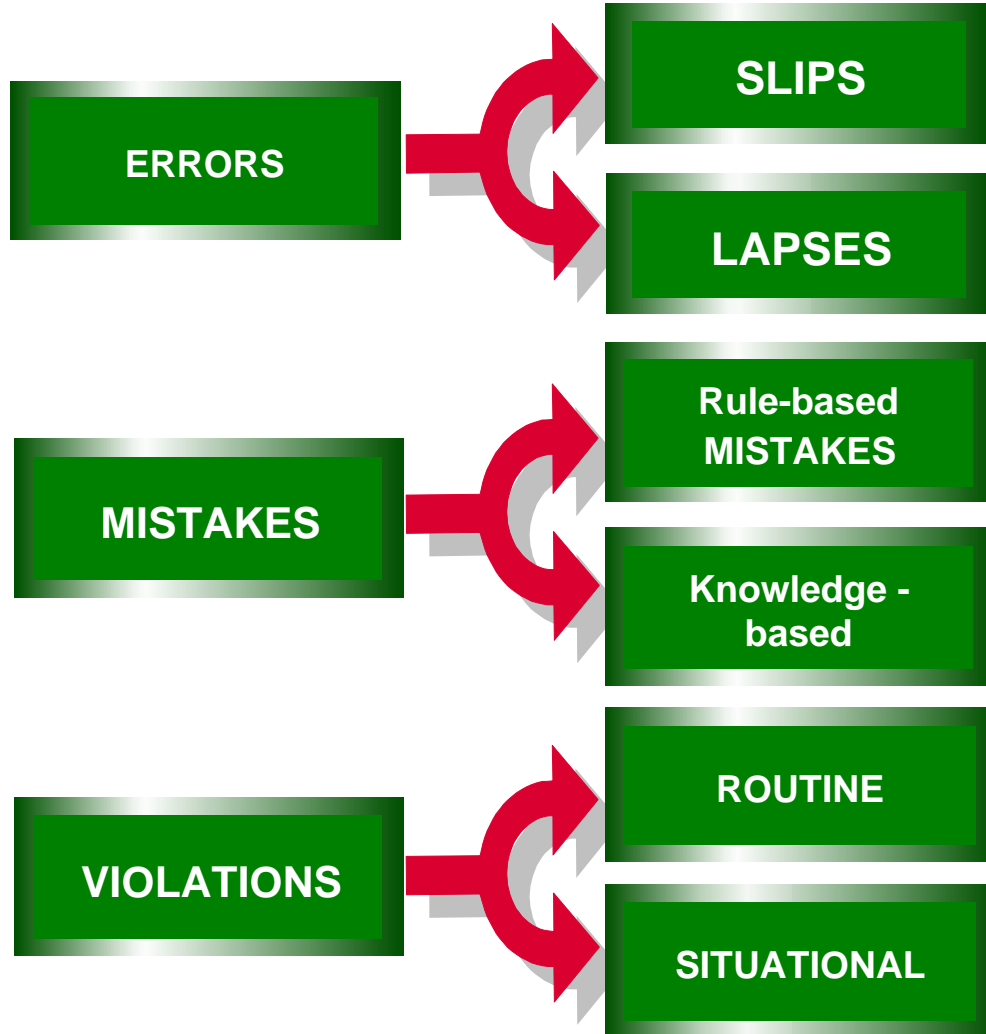 ERRORS
SLIPS
LAPSES
MISTAKES
Rule-based
MISTAKES
Knowledge -
based
VIOLATIONS
ROUTINE
SITUATIONAL